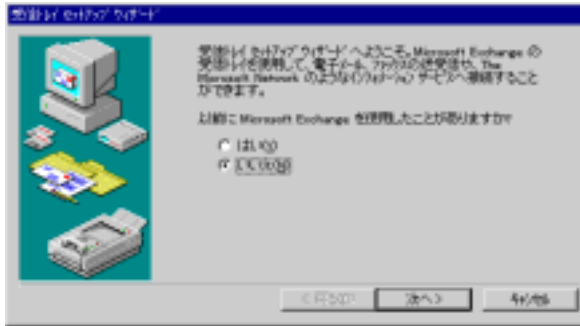 受信トレイ セットアップ ウィザード
受信トレイ セットアップ ウィザード へようこそ。Microsoft Exchange の
受信トレイを使用して、電子メール、ファクスの送受信や、The
Microsoft Network のようなインフォメーション サービスへ接続すること
ができます。
以前に Microsoft Exchange を使用したことがありますか?
はい(Y)
いいえ(N)
< 戻る(B)
次へ >
キャンセル